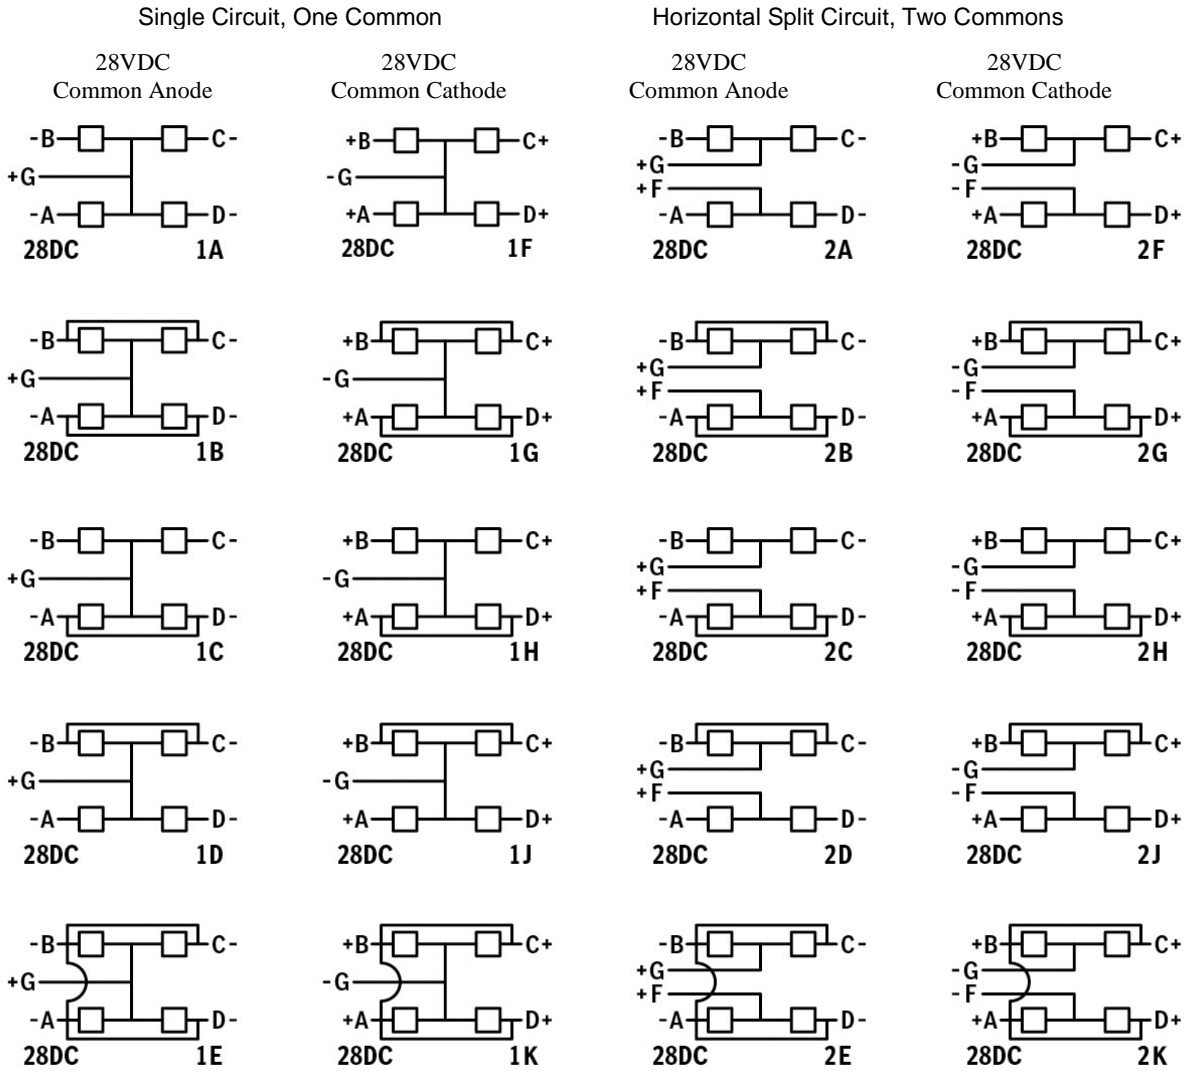 Single Circuit, One Common Horizontal Split Circuit, Two Commons
28VDC 28VDC 28VDC 28VDC
Common Anode Common Cathode Common Anode Common Cathode
-B C- +B C+ -B C- +B C+
+G -G +G -G
+F -F
-A D- +A D+ -A D- +A D+
28DC 1A 28DC 1F 28DC 2A 28DC 2F
-B C- +B C+ -B C- +B C+
+G -G +G -G
+F -F
-A D- +A D+ -A D- +A D+
28DC 1B 28DC 1G 28DC 2B 28DC 2G
-B C- +B C+ -B C- +B C+
+G -G +G -G
+F -F
-A D- +A D+ -A D- +A D+
28DC 1C 28DC 1H 28DC 2C 28DC 2H
-B C- +B C+ -B C- +B C+
+G -G +G -G
+F -F
-A D- +A D+ -A D- +A D+
28DC 1D 28DC 1J 28DC 2D 28DC 2J
-B C- +B C+ -B C- +B C+
+G -G +G -G
+F -F
-A D- +A D+ -A D- +A D+
28DC 1E 28DC 1K 28DC 2E 28DC 2K